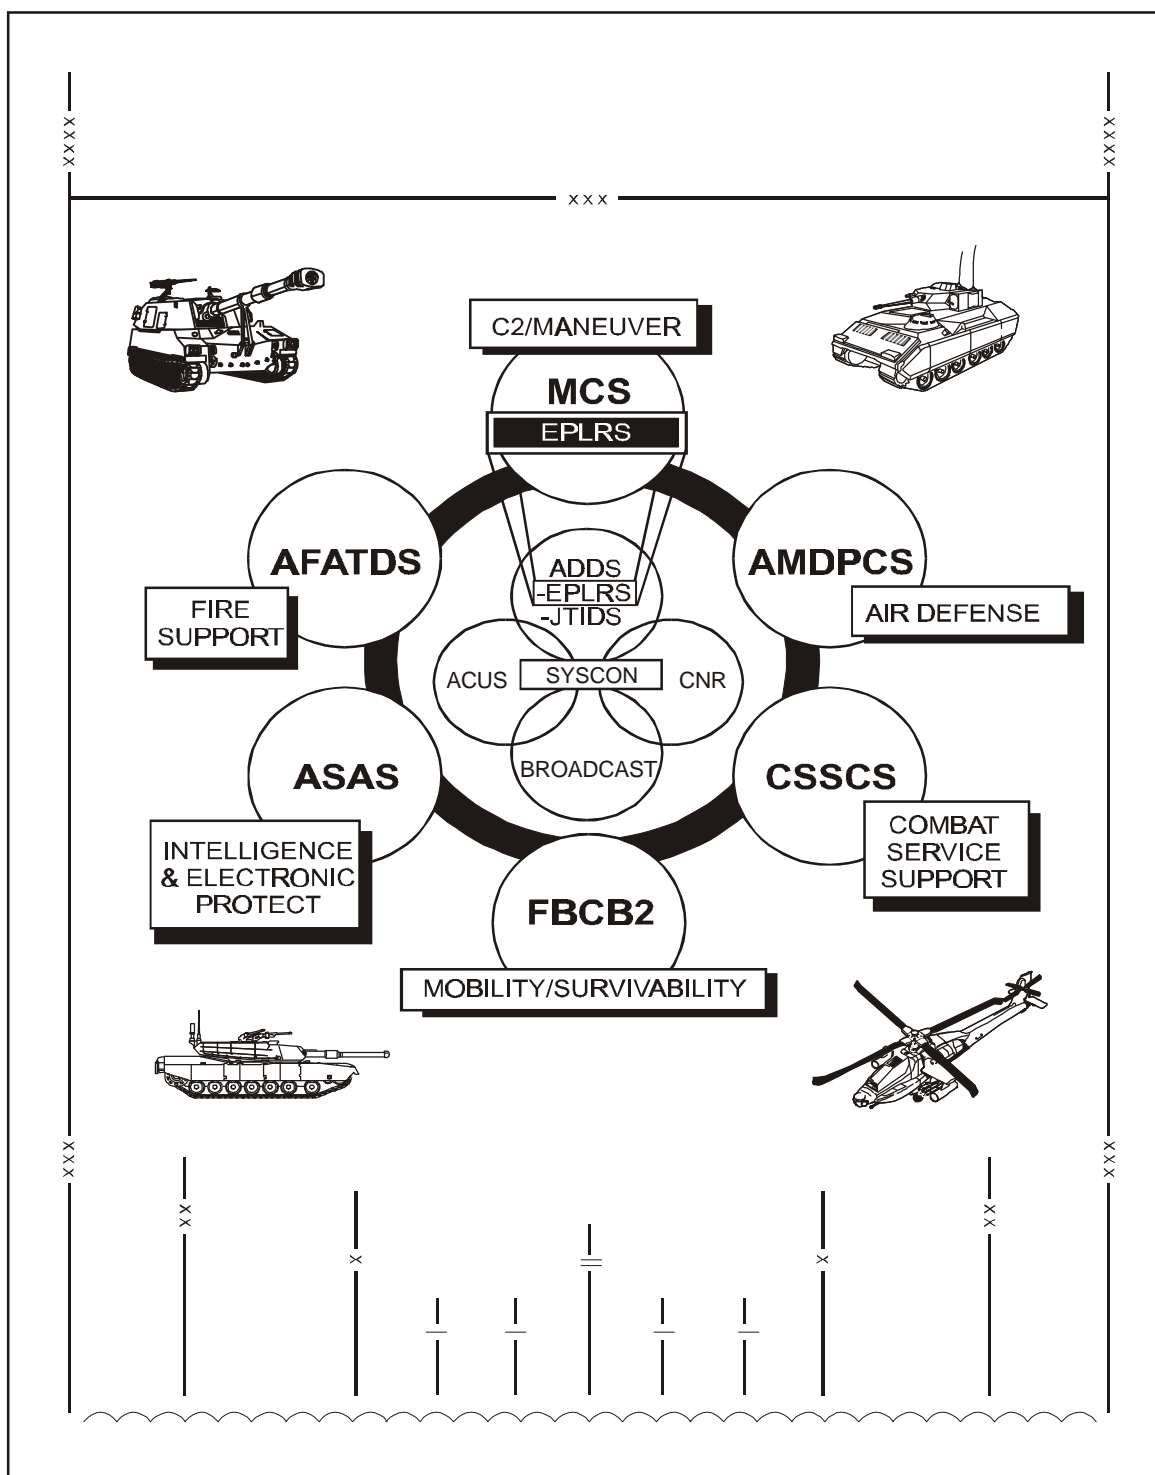 XXXX
XXXX
XXX
C2/MANEUVER
MCS
EPLRS
AFATDS
FIRE
SUPPORT
AMDPCS
AIR DEFENSE
ADDS
-EPLRS
-JTIDS
ACUS
SYSCON
CNR
BROADCAST
ASAS
INTELLIGENCE
& ELECTRONIC
PROTECT
CSSCS
COMBAT
SERVICE
SUPPORT
FBCB2
MOBILITY/SURVIVABILITY
XXX
XXX
XX
XX
X
X